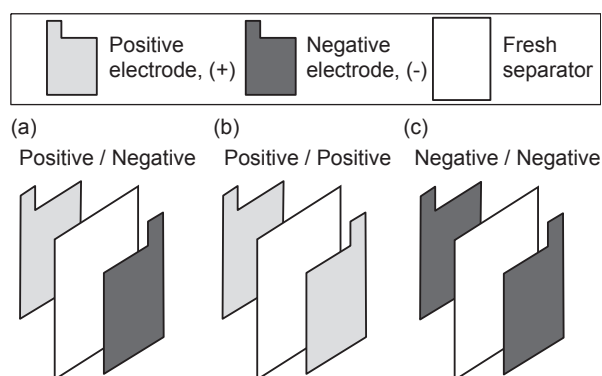 Positive
electrode, (+)
Negative
electrode, (-)
Fresh
separator
(a)
Positive / Negative
(b)
Positive / Positive
(c)
Negative / Negative